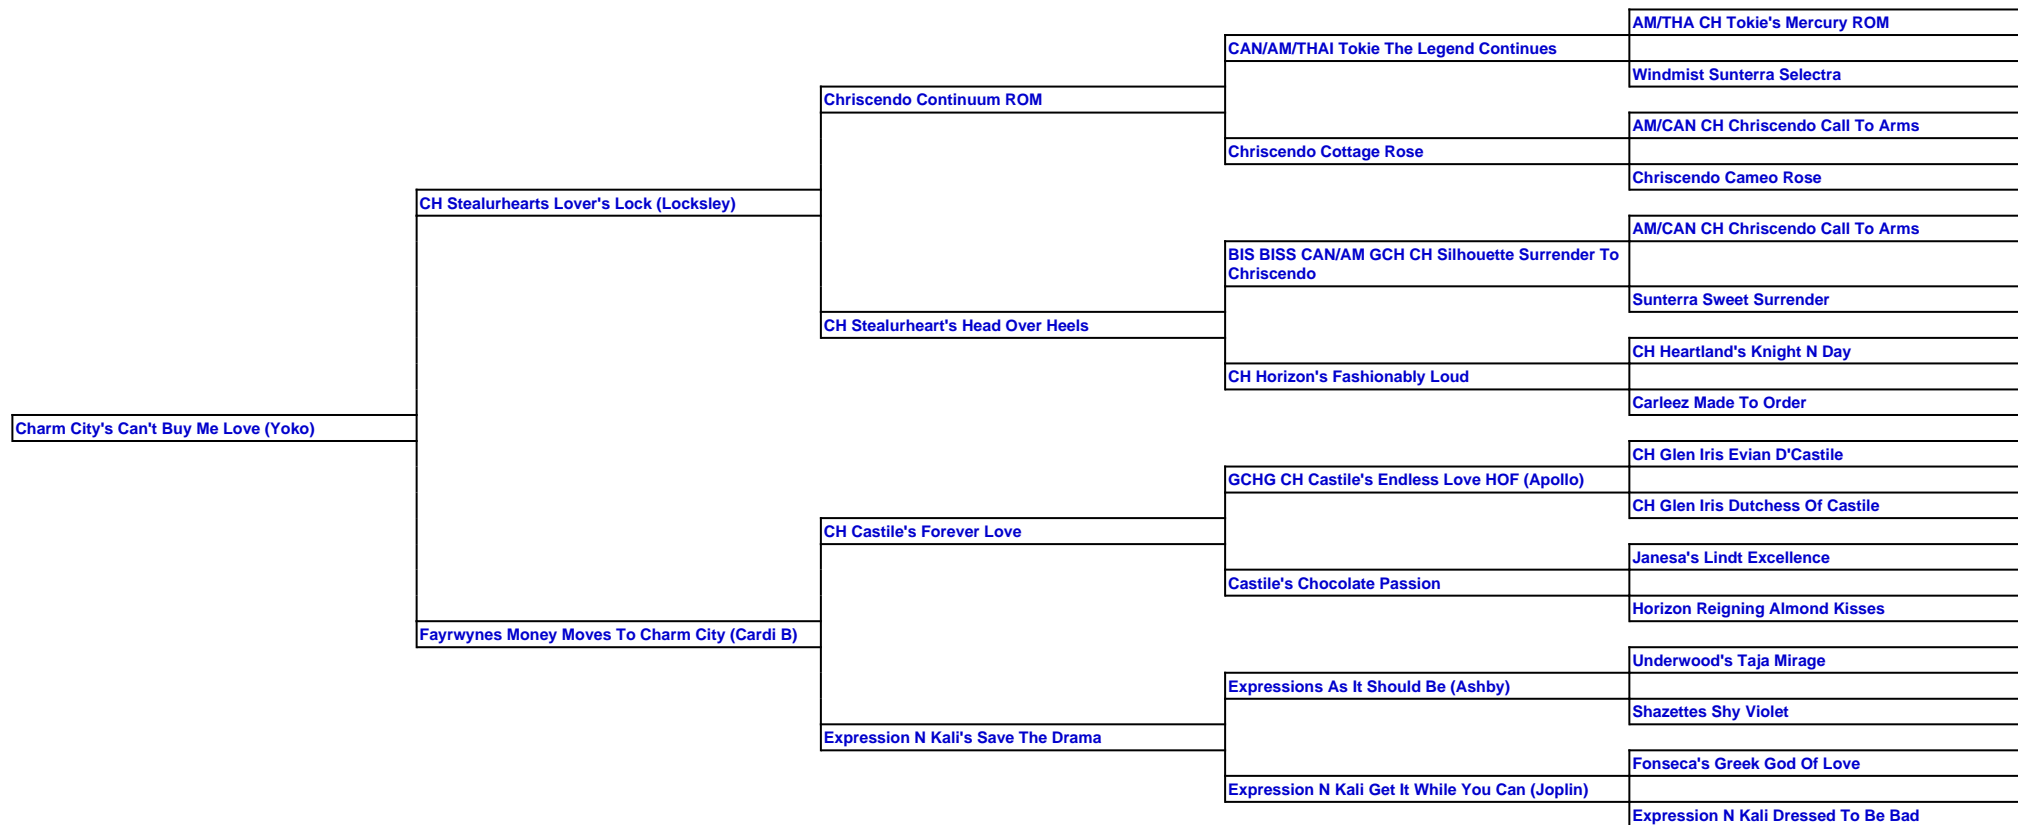 AM/THA CH Tokie's Mercury ROM
CAN/AM/THAI Tokie The Legend Continues
Windmist Sunterra Selectra
Chriscendo Continuum ROM
AM/CAN CH Chriscendo Call To Arms
Chriscendo Cottage Rose
Chriscendo Cameo Rose
CH Stealurhearts Lover's Lock (Locksley)
AM/CAN CH Chriscendo Call To Arms
BIS BISS CAN/AM GCH CH Silhouette Surrender To
Chriscendo
Sunterra Sweet Surrender
CH Stealurheart's Head Over Heels
CH Heartland's Knight N Day
CH Horizon's Fashionably Loud
Carleez Made To Order
Charm City's Can't Buy Me Love (Yoko)
CH Glen Iris Evian D'Castile
GCHG CH Castile's Endless Love HOF (Apollo)
CH Glen Iris Dutchess Of Castile
CH Castile's Forever Love
Janesa's Lindt Excellence
Castile's Chocolate Passion
Horizon Reigning Almond Kisses
Fayrwynes Money Moves To Charm City (Cardi B)
Underwood's Taja Mirage
Expressions As It Should Be (Ashby)
Shazettes Shy Violet
Expression N Kali's Save The Drama
Fonseca's Greek God Of Love
Expression N Kali Get It While You Can (Joplin)
Expression N Kali Dressed To Be Bad